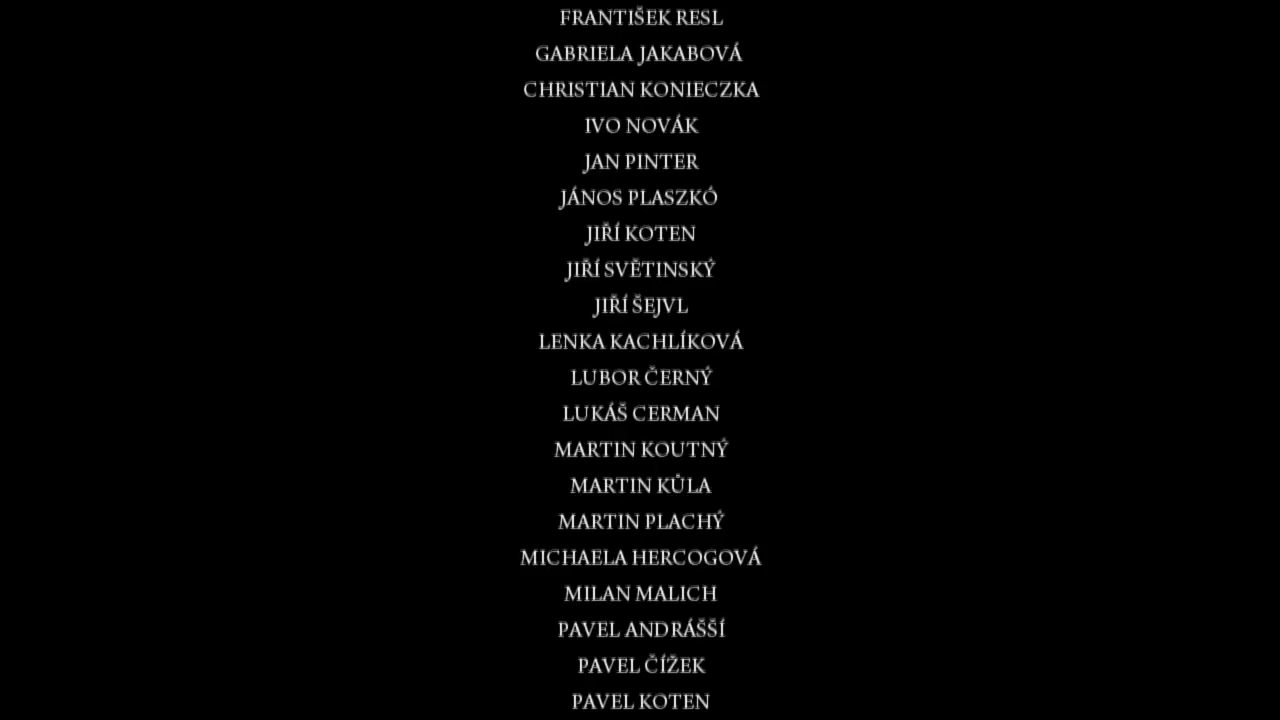 FRANTIŠEK RESL
GABRIELA JAKABOVÁ
CHRISTIAN KONIECZKA
IVO NOVÁK
JAN PINTER
JÁNOS PLASZKÓ
JIŘÍ KOTEN
JIŘÍ SVĚTINSKÝ
JIŘÍ ŠEJVL
LENKA KACHLÍKOVÁ
LUBOR ČERNÝ
LUKÁŠ CERMAN
MARTIN KOUTNÝ
MARTIN KŮLA
MARTIN PLACHÝ
MICHAELA HERCOGOVÁ
MILAN MALICH
PAVEL ANDRÁŠŠÍ
PAVEL ČÍŽEK
PAVEL KOTEN